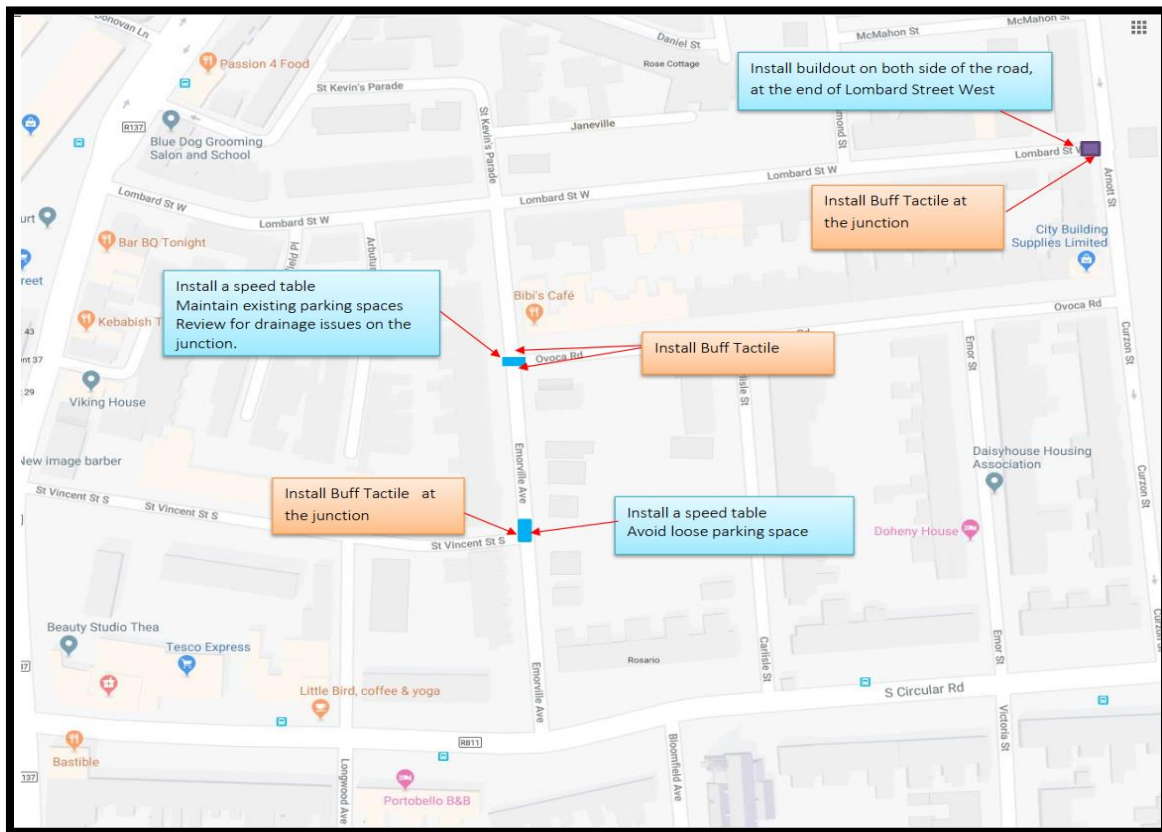 Donovan Ln
McMahon St
McMahon St
Daniel St
Rose Cottage
Passion 4 Food
St Kevin's Parade
Install buildout on both side of the road,
at the end of Lombard Street West
R137
Blue Dog Grooming
Salon and School
St Kevin's Parade
Janeville
Lombard St W
Lombard St W
Lombard St W
Lombard St W
Lombard St W
Arnott St
Install Buff Tactile at
the junction
City Building
Supplies Limited
Bar BQ Tonight
Install a speed table
Maintain existing parking spaces
Review for drainage issues on the
junction.
Bibi's Café
Kebabish T
43
Ovoca Rd
Ovoca Rd
Install Buff Tactile
Emor St
Curzon St
37
29
Viking House
New image barber
Emorville Ave
Daisyhouse Housing
Association
Curzon St
St Vincent St S
St Vincent St S
St Vincent St S
Install Buff Tactile at
the junction
Install a speed table
Avoid loose parking space
Doheny House
Beauty Studio Thea
Tesco Express
Rosario
Carlisle St
Emor St
Emorville Ave
Little Bird, coffee & yoga
S Circular Rd
R811
Victoria St
Bastible
Longwood Ave
Bloomfield Ave
Portobello B&B